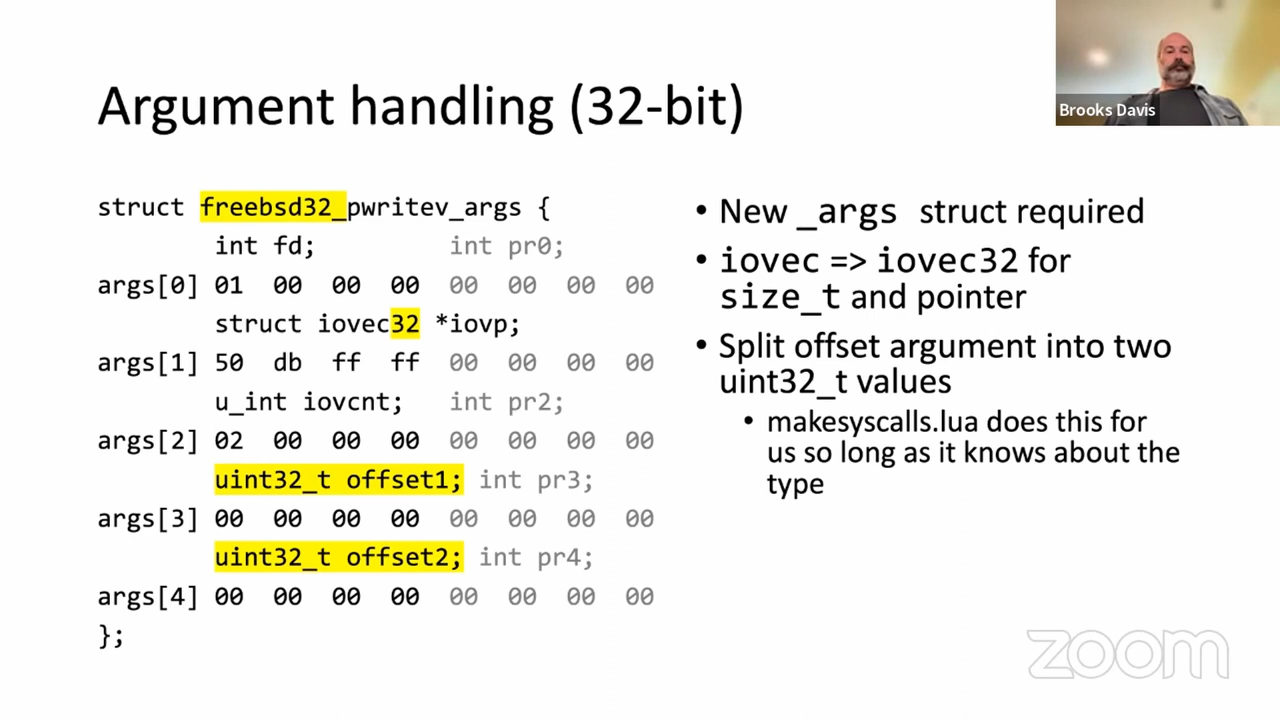 Argument handling (32-bit)
Brooks Davis
struct freebsd32_pwritev_args {
int fd; int pr0;
args[0] 01 00 00 00 00 00 00 00
struct iovec32 *iovp;
args[1] 50 db ff ff 00 00 00 00
u_int iovcnt; int pr2;
args[2] 02 00 00 00 00 00 00 00
uint32_t offset1; int pr3;
args[3] 00 00 00 00 00 00 00 00
uint32_t offset2; int pr4;
args[4] 00 00 00 00 00 00 00 00
};
• New _args struct required
• iovec => iovec32 for
size_t and pointer
• Split offset argument into two
uint32_t values
• makesyscalls.lua does this for
us so long as it knows about the
type
zoom